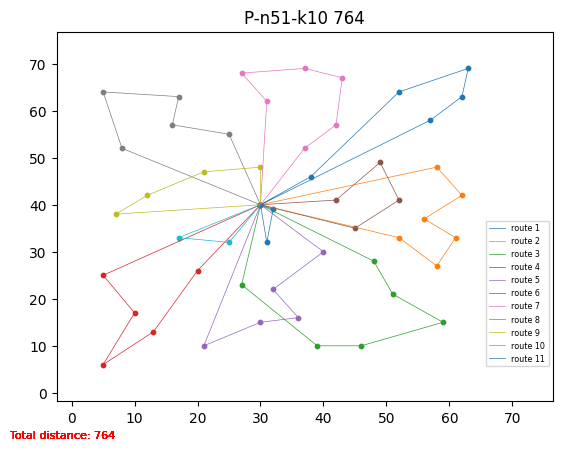 P-n51-k10 764
70
60
50
40
30
20
10
0
0 10 20 30 40 50 60 70
route 1
route 2
route 3
route 4
route 5
route 6
route 7
route 8
route 9
route 10
route 11
Total distance: 764